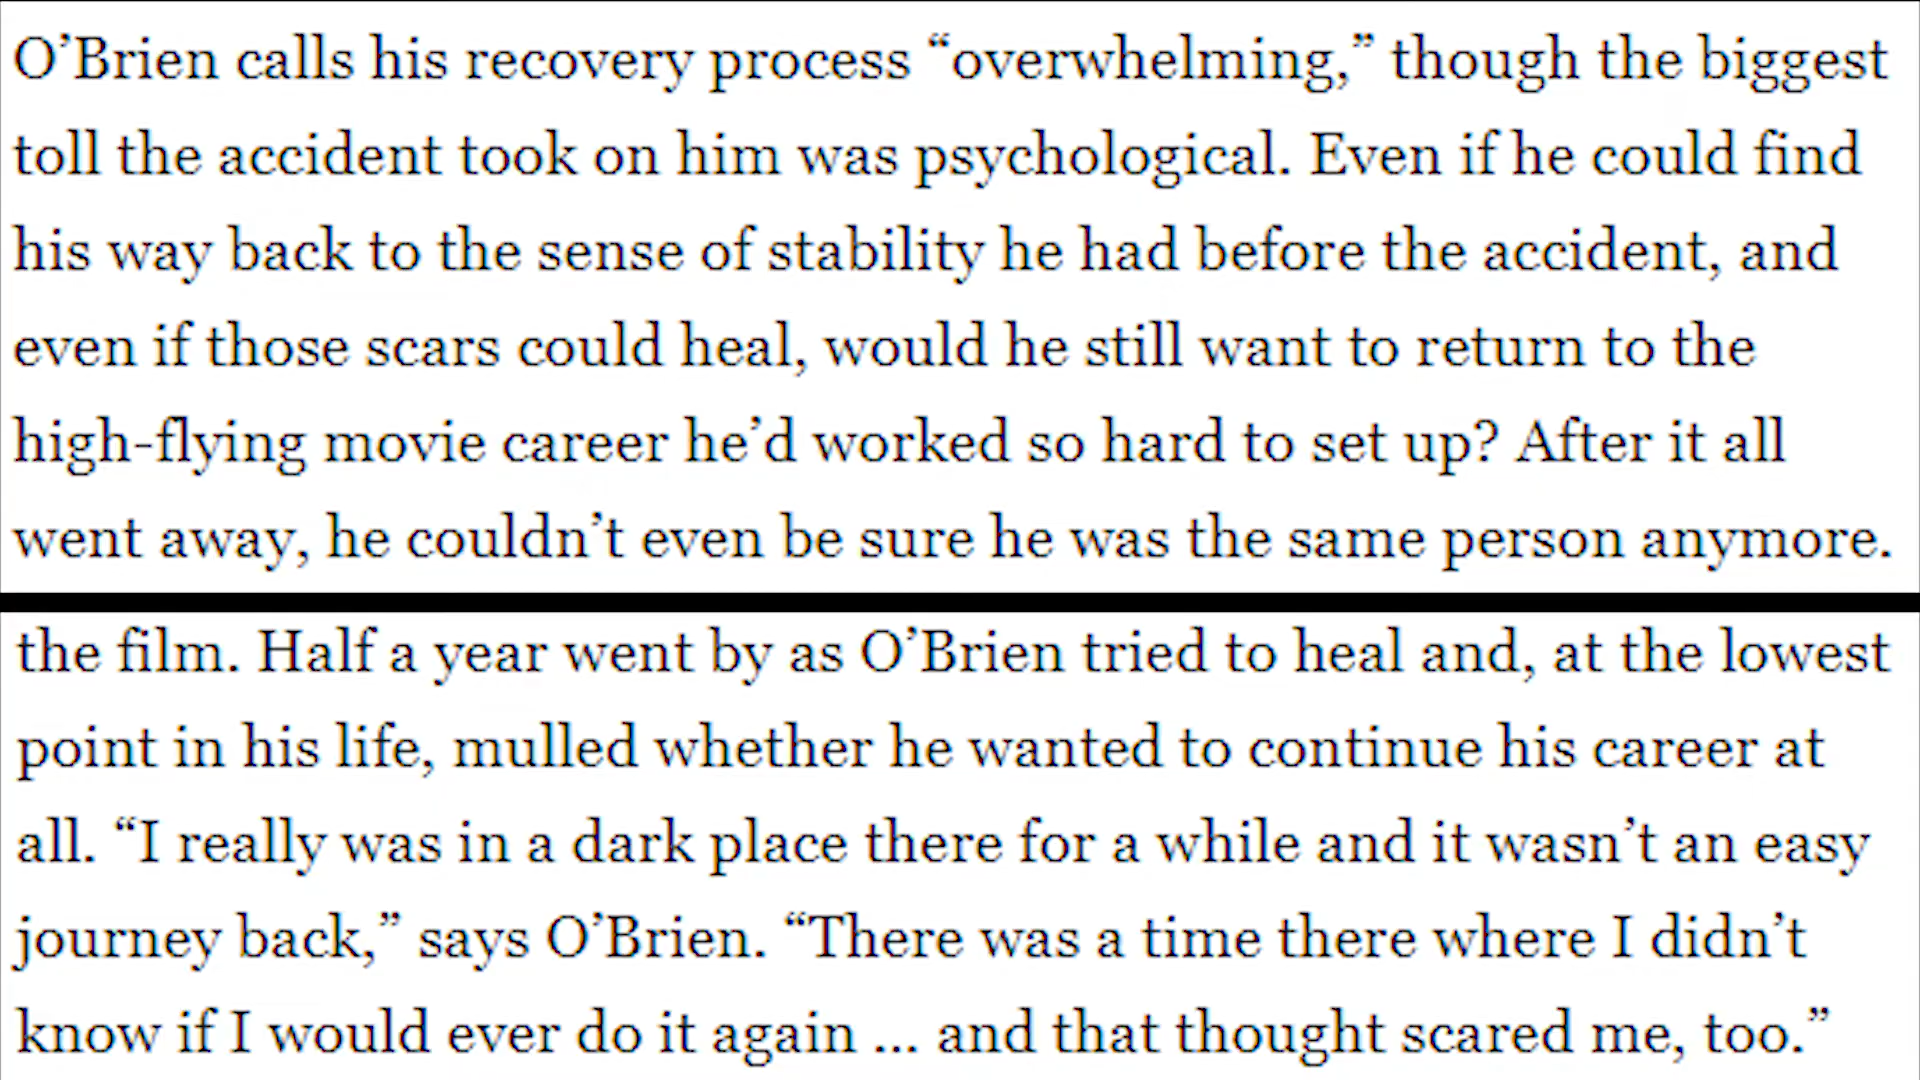 O’Brien calls his recovery process “overwhelming,” though the biggest
toll the accident took on him was psychological. Even if he could find
his way back to the sense of stability he had before the accident, and
even if those scars could heal, would he still want to return to the
high-flying movie career he’d worked so hard to set up? After it all
went away, he couldn’t even be sure he was the same person anymore.
the film. Half a year went by as O’Brien tried to heal and, at the lowest
point in his life, mulled whether he wanted to continue his career at
all. “I really was in a dark place there for a while and it wasn’t an easy
journey back,” says O’Brien. “There was a time there where I didn’t
know if I would ever do it again ... and that thought scared me, too.”